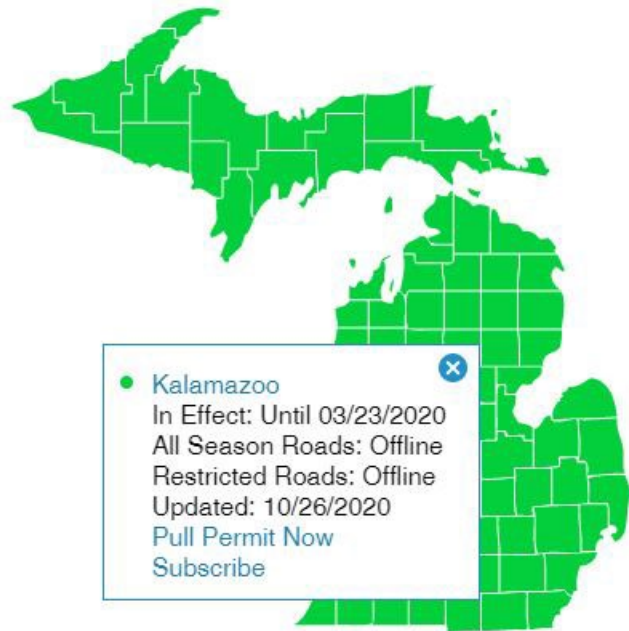 Kalamazoo
In Effect: Until 03/23/2020
All Season Roads: Offline
Restricted Roads: Offline
Updated: 10/26/2020
Pull Permit Now
Subscribe